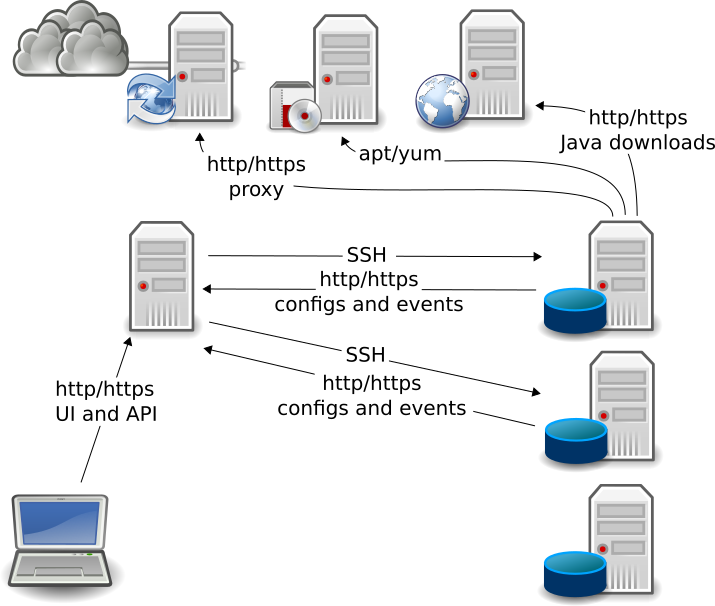 http/https
Java downloads
apt/yum
http/https
proxy
SSH
http/https
configs and events
SSH
http/https
configs and events
http/https
UI and API